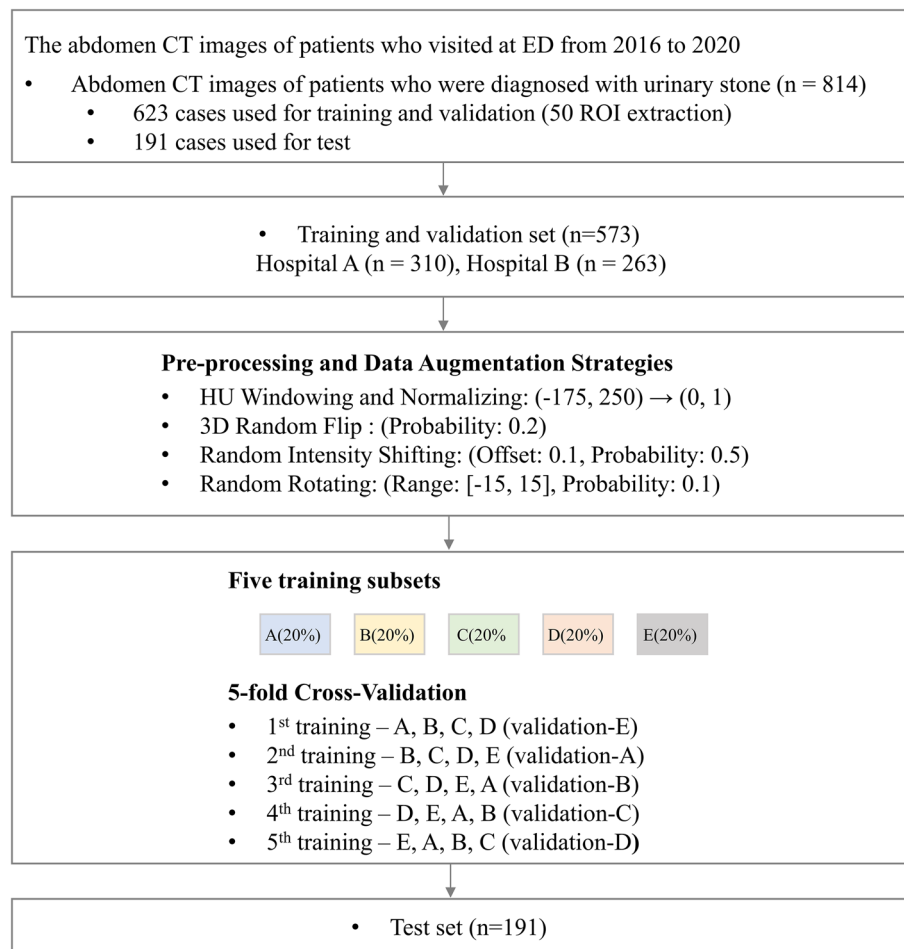 The abdomen CT images of patients who visited at ED from 2016 to 2020
• Abdomen CT images of patients who were diagnosed with urinary stone (n = 814)
• 623 cases used for training and validation (50 ROI extraction)
• 191 cases used for test
• Training and validation set (n=573)
Hospital A (n = 310), Hospital B (n = 263)
Pre-processing and Data Augmentation Strategies
• HU Windowing and Normalizing: (-175, 250) → (0, 1)
• 3D Random Flip : (Probability: 0.2)
• Random Intensity Shifting: (Offset: 0.1, Probability: 0.5)
• Random Rotating: (Range: [-15, 15], Probability: 0.1)
Five training subsets
A(20%) B(20%) C(20% D(20%) E(20%)
5-fold Cross-Validation
• 1st training – A, B, C, D (validation-E)
• 2nd training – B, C, D, E (validation-A)
• 3rd training – C, D, E, A (validation-B)
• 4th training – D, E, A, B (validation-C)
• 5th training – E, A, B, C (validation-D)
• Test set (n=191)